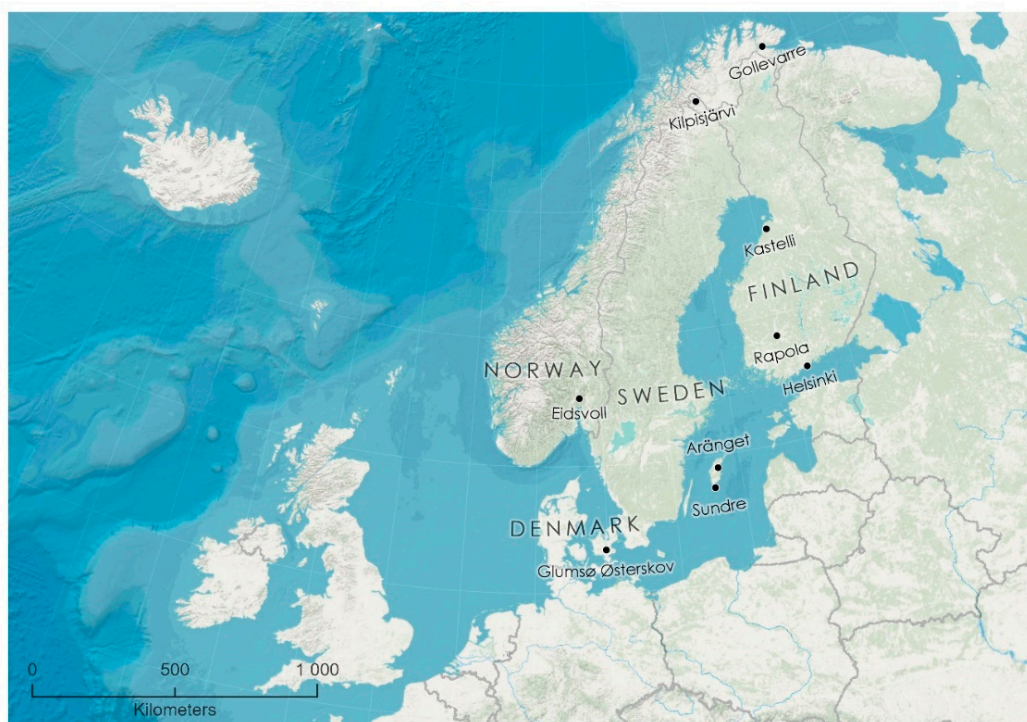 Gollevarre
Kilpisjärvi
Kastelli
FINLAND
Rapola
Helsinki
NORWAY
Eidsvoll
SWEDEN
Aränget
Sundre
DENMARK
Glumsø Østerskov
0 500 1 000
Kilometers